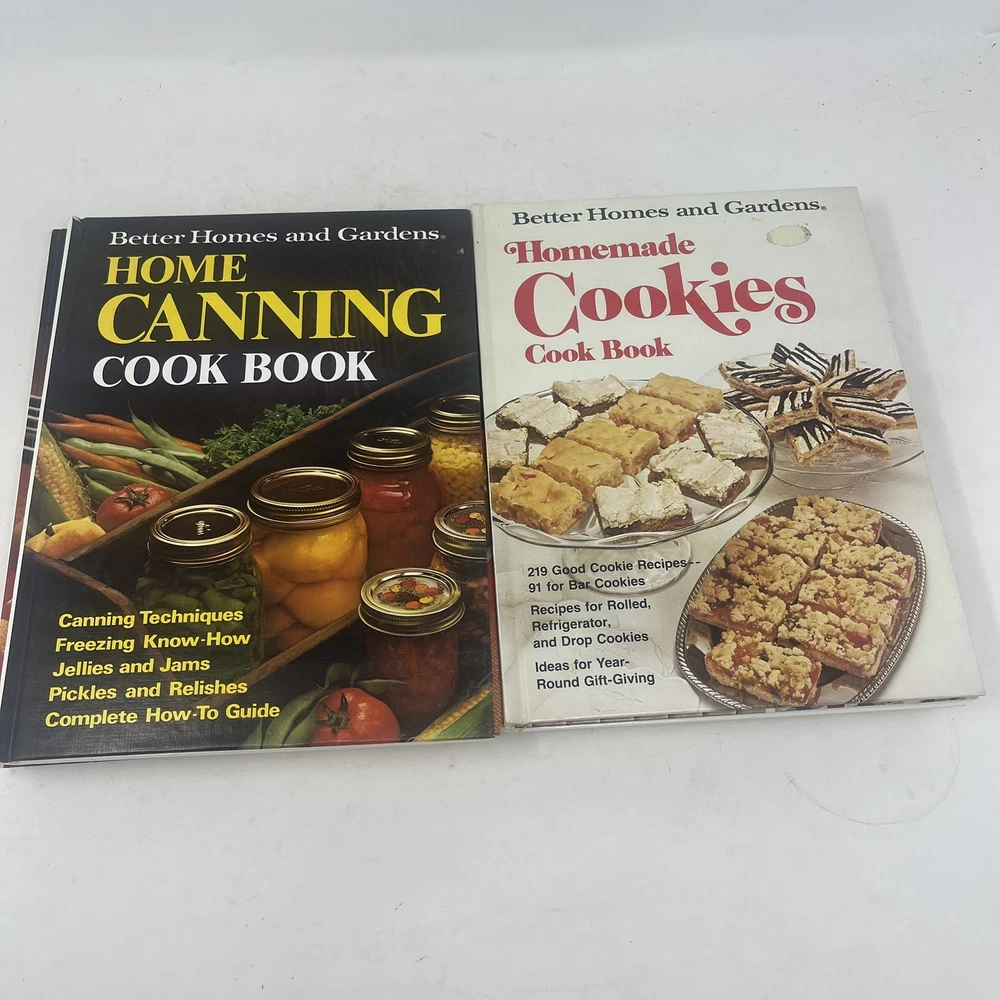 Better Homes and Gardens®
HOME
CANNING
COOK BOOK
Canning Techniques
Freezing Know-How
Jellies and Jams
Pickles and Relishes
Complete How-To Guide
Better Homes and Gardens®
Homemade
Cookies
Cook Book
219 Good Cookie Recipes--
91 for Bar Cookies
Recipes for Rolled,
Refrigerator,
and Drop Cookies
Ideas for Year-
Round Gift-Giving